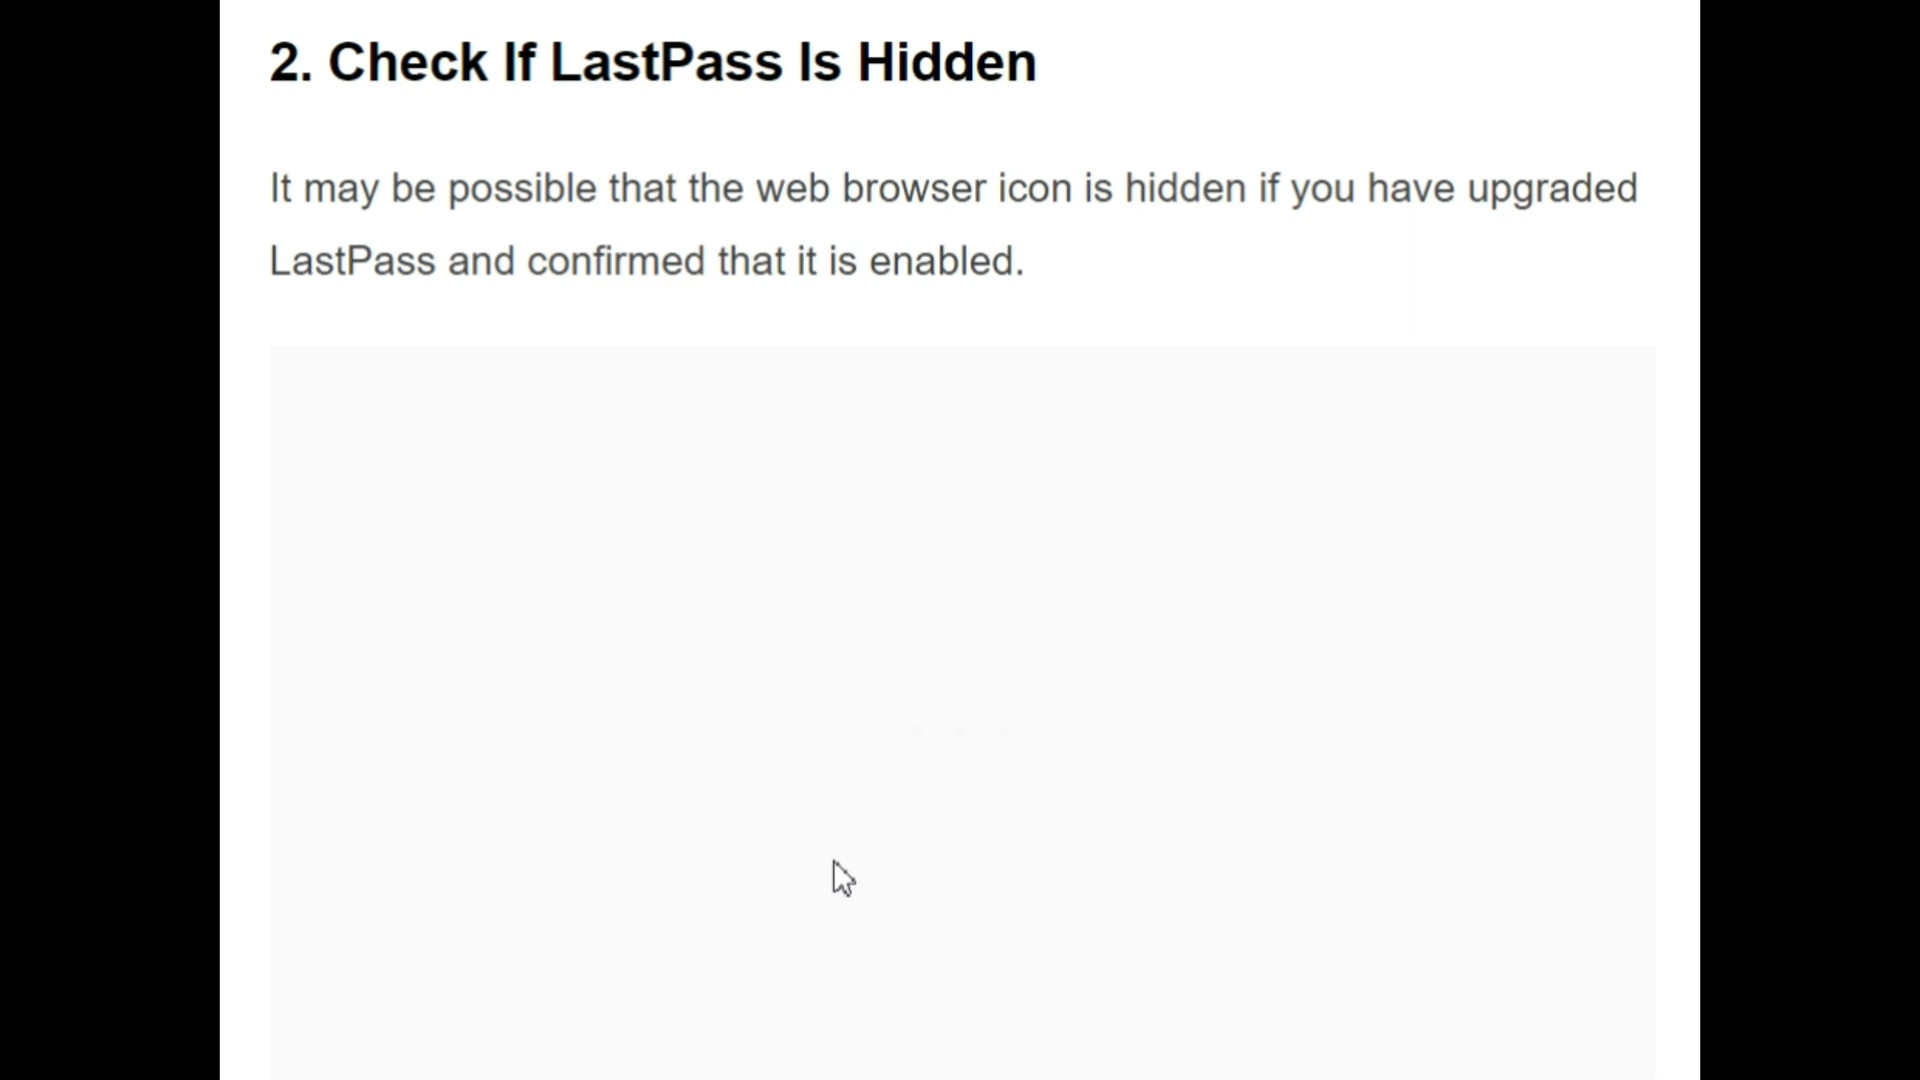 2. Check If LastPass Is Hidden
It may be possible that the web browser icon is hidden if you have upgraded
LastPass and confirmed that it is enabled.